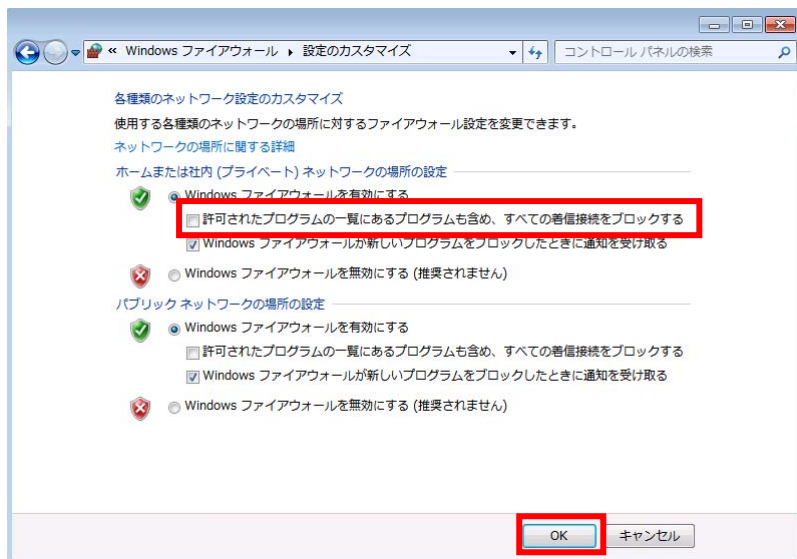 Windows ファイアウォール ▸ 設定のカスタマイズ
コントロール パネルの検索
各種類のネットワーク設定のカスタマイズ
使用する各種類のネットワークの場所に対するファイアウォール設定を変更できます。
ネットワークの場所に関する詳細
ホームまたは社内 (プライベート) ネットワークの場所の設定
Windows ファイアウォールを有効にする
許可されたプログラムの一覧にあるプログラムも含め、すべての着信接続をブロックする
Windows ファイアウォールが新しいプログラムをブロックしたときに通知を受け取る
Windows ファイアウォールを無効にする (推奨されません)
パブリック ネットワークの場所の設定
Windows ファイアウォールを有効にする
許可されたプログラムの一覧にあるプログラムも含め、すべての着信接続をブロックする
Windows ファイアウォールが新しいプログラムをブロックしたときに通知を受け取る
Windows ファイアウォールを無効にする (推奨されません)
OK
キャンセル